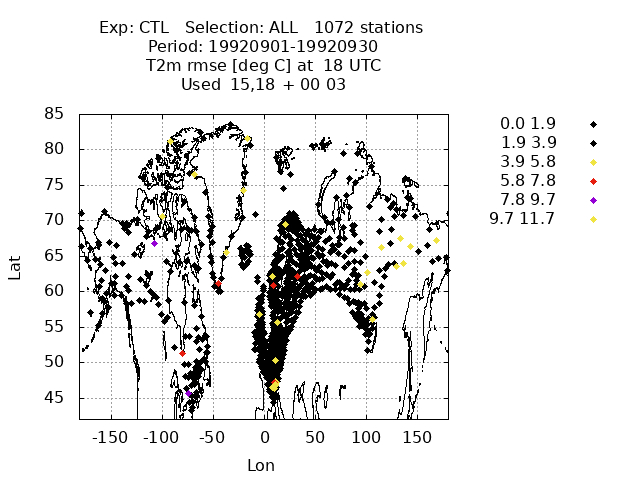 Exp: CTL   Selection: ALL   1072 stations
Period: 19920901-19920930
T2m rmse [deg C] at  18 UTC
Used  15,18  + 00 03
85
80
75
70
65
60
55
50
45
Lat
-150 -100 -50 0 50 100 150
Lon
0.0 1.9
1.9 3.9
3.9 5.8
5.8 7.8
7.8 9.7
9.7 11.7